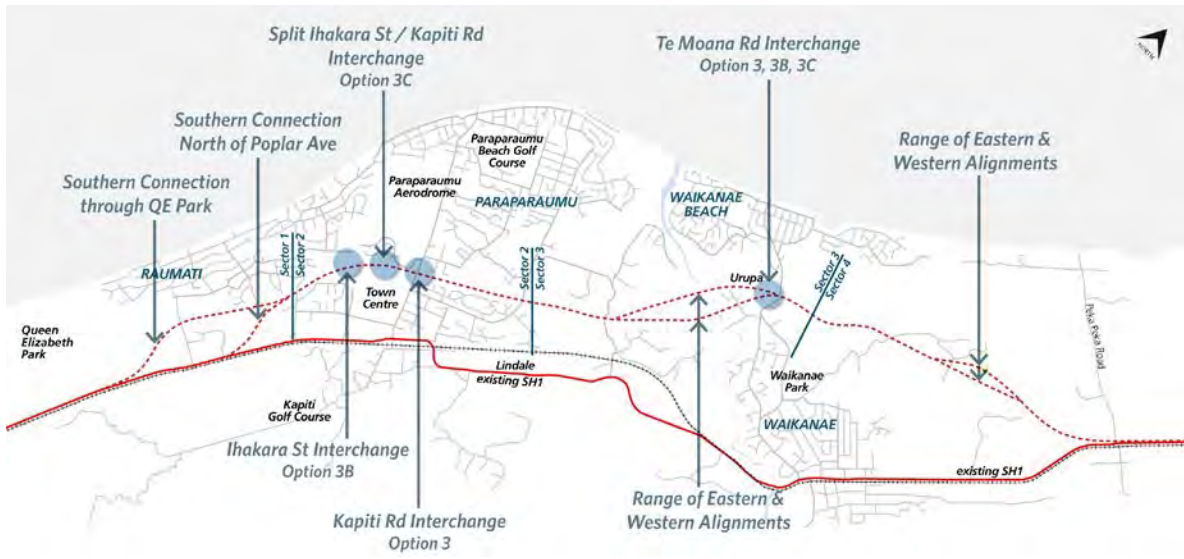 Split Ihakara St / Kapiti Rd
Interchange
Option 3C
Te Moana Rd Interchange
Option 3, 3B, 3C
NORTH
Southern Connection
North of Poplar Ave
Range of Eastern &
Western Alignments
Southern Connection
through QE Park
Paraparaumu
Beach Golf
Course
Paraparaumu
Aerodrome
PARAPARAUMU
WAIKANAE
BEACH
RAUMATI
Sector 1
Sector 2
Sector 2
Sector 3
Sector 3
Sector 4
Urupa
Town
Centre
Queen
Elizabeth
Park
Peka Peka Road
Lindale
existing SH1
Waikanae
Park
Kapiti
Golf Course
WAIKANAE
Ihakara St Interchange
Option 3B
existing SH1
Range of Eastern &
Western Alignments
Kapiti Rd Interchange
Option 3